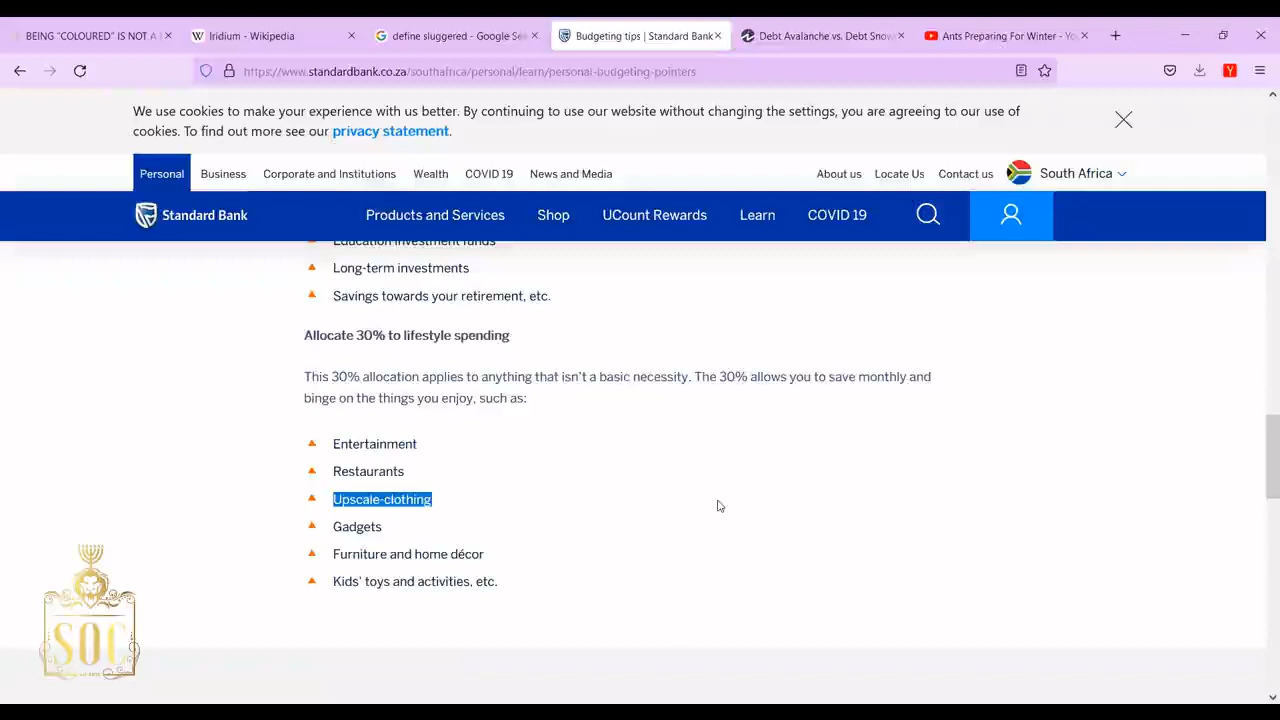 BEING "COLOURED" IS NOT A
Iridium - Wikipedia
define sluggered - Google Se
Budgeting tips | Standard Bank
Debt Avalanche vs. Debt Snow
Ants Preparing For Winter - Yo
https://www.standardbank.co.za/southafrica/personal/learn/personal-budgeting-pointers
We use cookies to make your experience with us better. By continuing to use our website without changing the settings, you are agreeing to our use of
cookies. To find out more see our privacy statement.
Personal Business Corporate and Institutions Wealth COVID 19 News and Media About us Locate Us Contact us South Africa
Standard Bank Products and Services Shop UCount Rewards Learn COVID 19
Education investment funds
Long-term investments
Savings towards your retirement, etc.
Allocate 30% to lifestyle spending
This 30% allocation applies to anything that isn't a basic necessity. The 30% allows you to save monthly and
binge on the things you enjoy, such as:
Entertainment
Restaurants
Upscale-clothing
Gadgets
Furniture and home décor
Kids' toys and activities, etc.
SOC